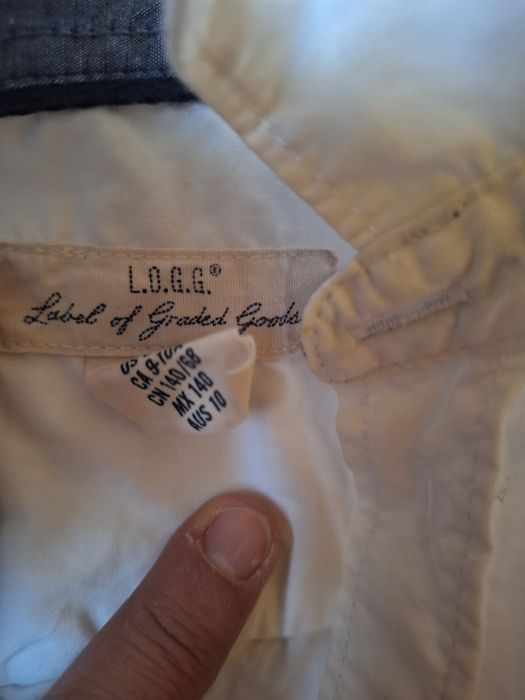 L.O.G.G.®
Label of Graded Goods
CN 140/68
MX 140
AUS 10